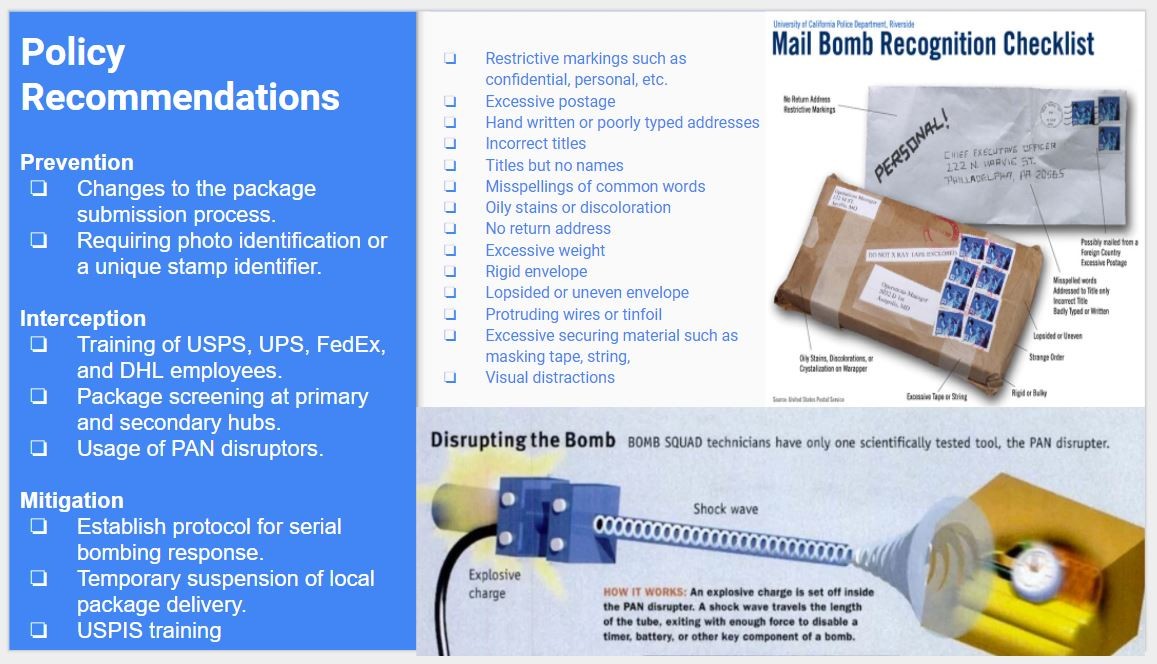 Policy
Recommendations
Prevention
❏ Changes to the package
submission process.
❏ Requiring photo identification or
a unique stamp identifier.
Interception
❏ Training of USPS, UPS, FedEx,
and DHL employees.
❏ Package screening at primary
and secondary hubs.
❏ Usage of PAN disruptors.
Mitigation
❏ Establish protocol for serial
bombing response.
❏ Temporary suspension of local
package delivery.
❏ USPIS training
❏ Restrictive markings such as
confidential, personal, etc.
❏ Excessive postage
❏ Hand written or poorly typed addresses
❏ Incorrect titles
❏ Titles but no names
❏ Misspellings of common words
❏ Oily stains or discoloration
❏ No return address
❏ Excessive weight
❏ Rigid envelope
❏ Lopsided or uneven envelope
❏ Protruding wires or tinfoil
❏ Excessive securing material such as
masking tape, string,
❏ Visual distractions
University of California Police Department, Riverside
Mail Bomb Recognition Checklist
No Return Address
Restrictive Markings
PERSONAL!
CHIEF EXECUTIVE OFFICER
222 N.
ST.
PHILLADELPHIA, PA 20565
Operations Manager
DO NOT X RAY TAPE ENCLOSED
Operations Manager
Possibly mailed from a
Foreign Country
Excessive Postage
Misspelled words
Addressed to Title only
Incorrect Title
Badly Typed or Written
Lopsided or Uneven
Strange Order
Rigid or Bulky
Oily Stains, Discolorations, or
Crystalization on Warapper
Excessive Tape or String
Source: United States Postal Service
Disrupting the Bomb BOMB SQUAD technicians have only one scientifically tested tool, the PAN disrupter.
Shock wave
Explosive
charge
HOW IT WORKS: An explosive charge is set off inside
the PAN disrupter. A shock wave travels the length
of the tube, exiting with enough force to disable a
timer, battery, or other key component of a bomb.